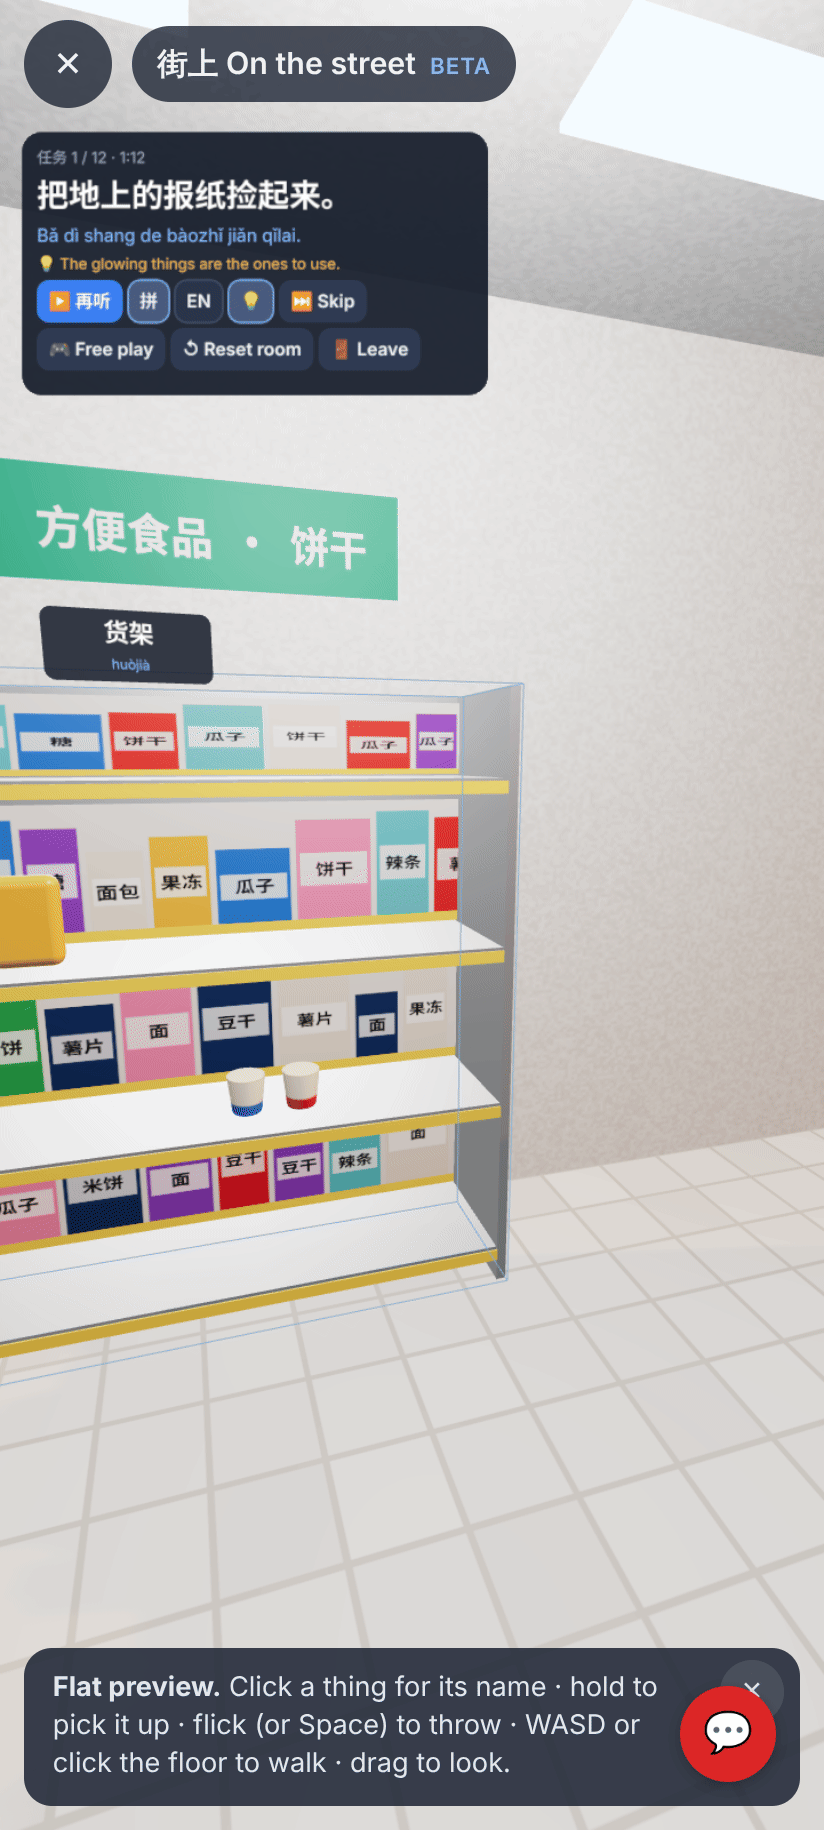 街上 On the street BETA
任务 1 / 12 · 1:12
把地上的报纸捡起来。
Bǎ dì shang de bàozhǐ jiǎn qǐlai.
The glowing things are the ones to use.
再听 拼 EN Skip
Free play Reset room Leave
方便食品 · 饼干
货架
huòjià
糖 饼干 瓜子 饼干 瓜子 瓜子
面包 果冻 瓜子 饼干 辣条
饼 薯片 面 豆干 薯片 面 果冻
瓜子 米饼 面 豆干 豆干 辣条 面
Flat preview. Click a thing for its name · hold to
pick it up · flick (or Space) to throw · WASD or
click the floor to walk · drag to look.